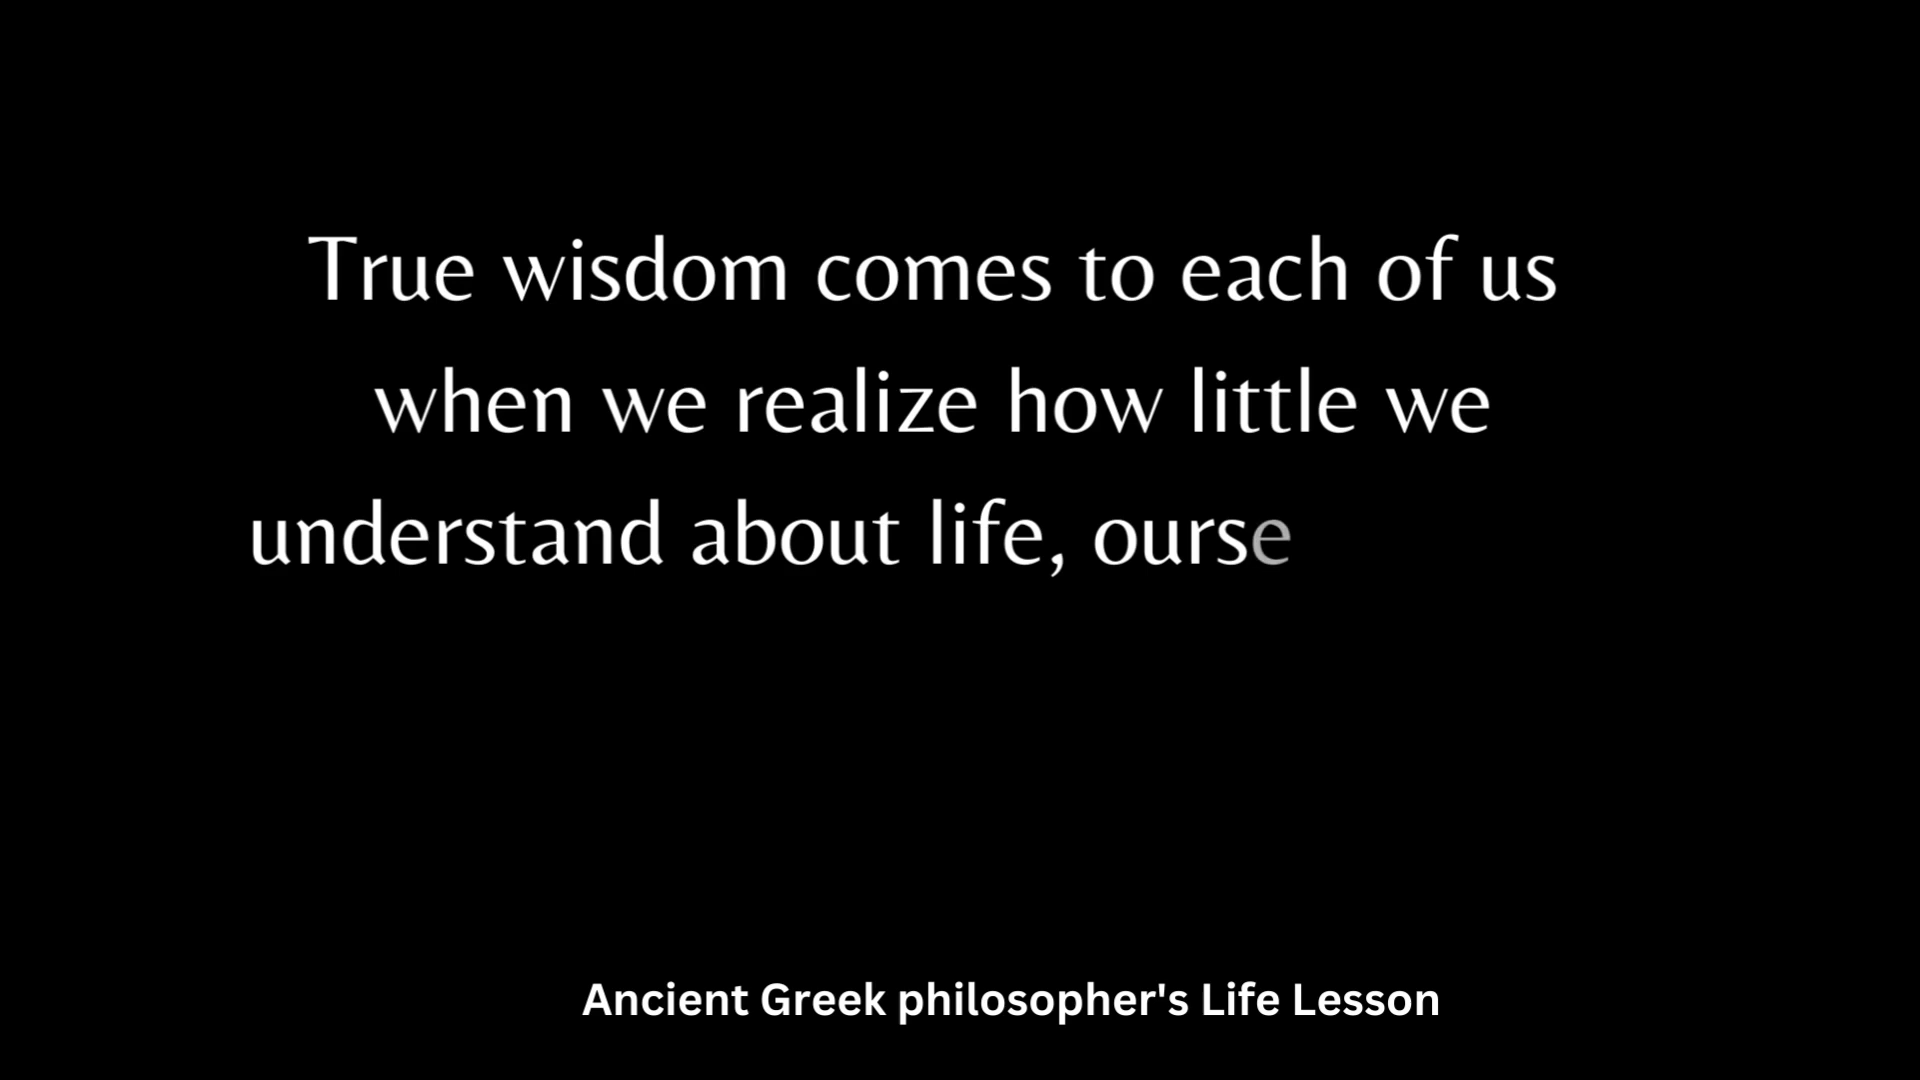 True wisdom comes to each of us
when we realize how little we
understand about life, ourse
Ancient Greek philosopher's Life Lesson